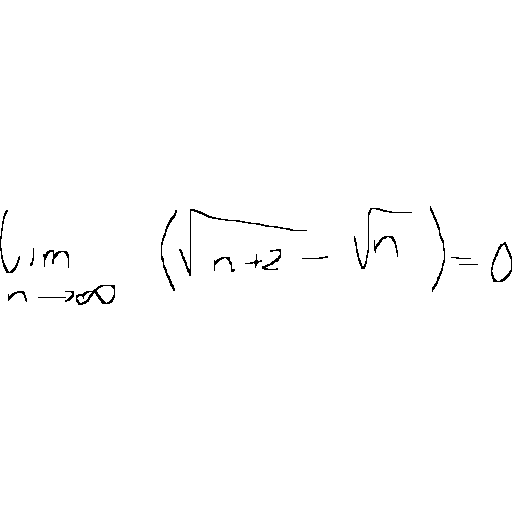 lim (√(n+2) - √n) = 0
n→∞